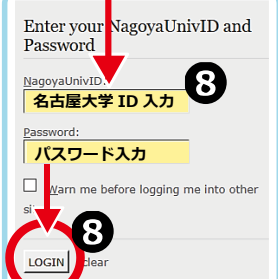 Enter your NagoyaUnivID and
Password
NagoyaUnivID:
8
名古屋大学 ID 入力
Password:
パスワード入力
Warn me before logging me into other
8
LOGIN clear